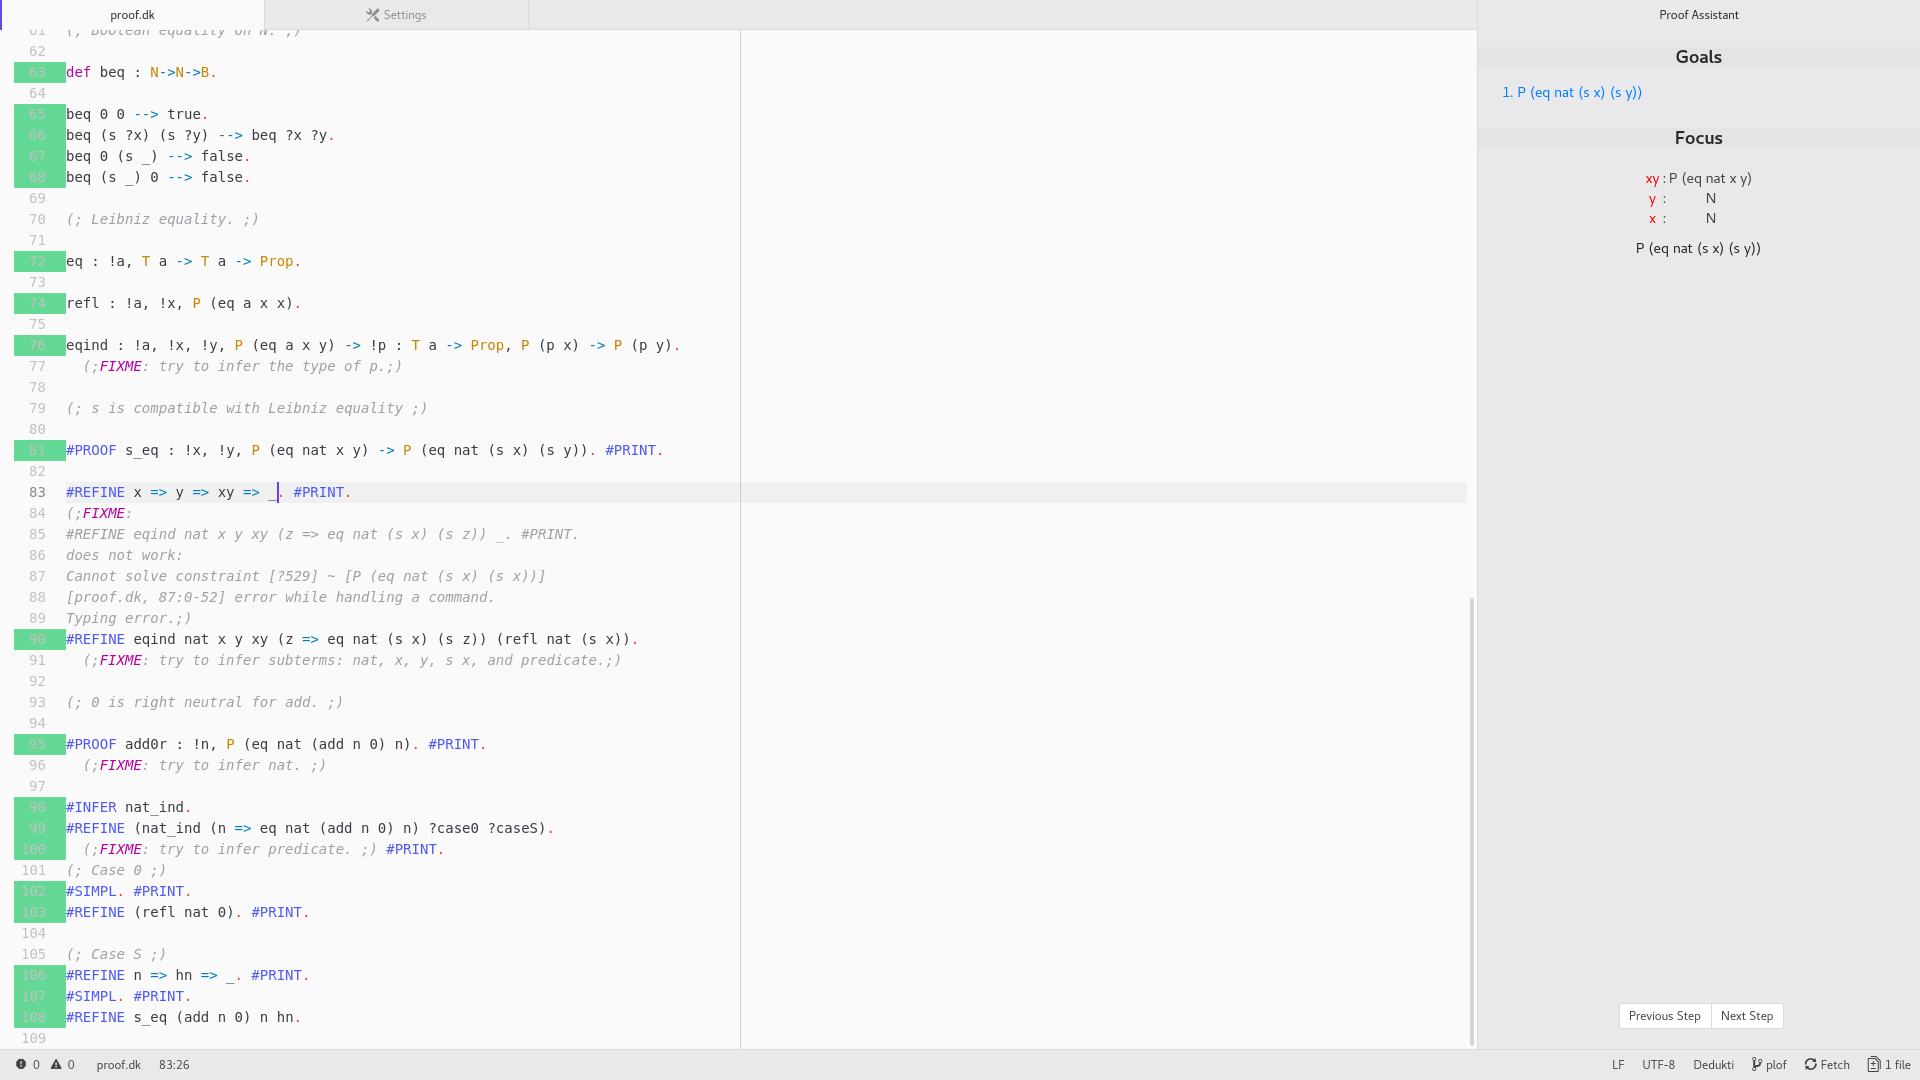 proof.dk
Settings
Proof Assistant
61 (; Boolean equality on N. ;)
62
63 def beq : N->N->B.
64
65 beq 0 0 --> true.
66 beq (s ?x) (s ?y) --> beq ?x ?y.
67 beq 0 (s _) --> false.
68 beq (s _) 0 --> false.
69
70 (; Leibniz equality. ;)
71
72 eq : !a, T a -> T a -> Prop.
73
74 refl : !a, !x, P (eq a x x).
75
76 eqind : !a, !x, !y, P (eq a x y) -> !p : T a -> Prop, P (p x) -> P (p y).
77   (;FIXME: try to infer the type of p.;)
78
79 (; s is compatible with Leibniz equality ;)
80
81 #PROOF s_eq : !x, !y, P (eq nat x y) -> P (eq nat (s x) (s y)). #PRINT.
82
83 #REFINE x => y => xy => _. #PRINT.
84 (;FIXME:
85 #REFINE eqind nat x y xy (z => eq nat (s x) (s z)) _. #PRINT.
86 does not work:
87 Cannot solve constraint [?529] ~ [P (eq nat (s x) (s x))]
88 [proof.dk, 87:0-52] error while handling a command.
89 Typing error.;)
90 #REFINE eqind nat x y xy (z => eq nat (s x) (s z)) (refl nat (s x)).
91   (;FIXME: try to infer subterms: nat, x, y, s x, and predicate.;)
92
93 (; 0 is right neutral for add. ;)
94
95 #PROOF add0r : !n, P (eq nat (add n 0) n). #PRINT.
96   (;FIXME: try to infer nat. ;)
97
98 #INFER nat_ind.
99 #REFINE (nat_ind (n => eq nat (add n 0) n) ?case0 ?caseS).
100   (;FIXME: try to infer predicate. ;) #PRINT.
101 (; Case 0 ;)
102 #SIMPL. #PRINT.
103 #REFINE (refl nat 0). #PRINT.
104
105 (; Case S ;)
106 #REFINE n => hn => _. #PRINT.
107 #SIMPL. #PRINT.
108 #REFINE s_eq (add n 0) n hn.
109
Goals
1. P (eq nat (s x) (s y))
Focus
xy : P (eq nat x y)
y : N
x : N
P (eq nat (s x) (s y))
Previous Step
Next Step
0 0 proof.dk 83:26
LF UTF-8 Dedukti plof Fetch 1 file